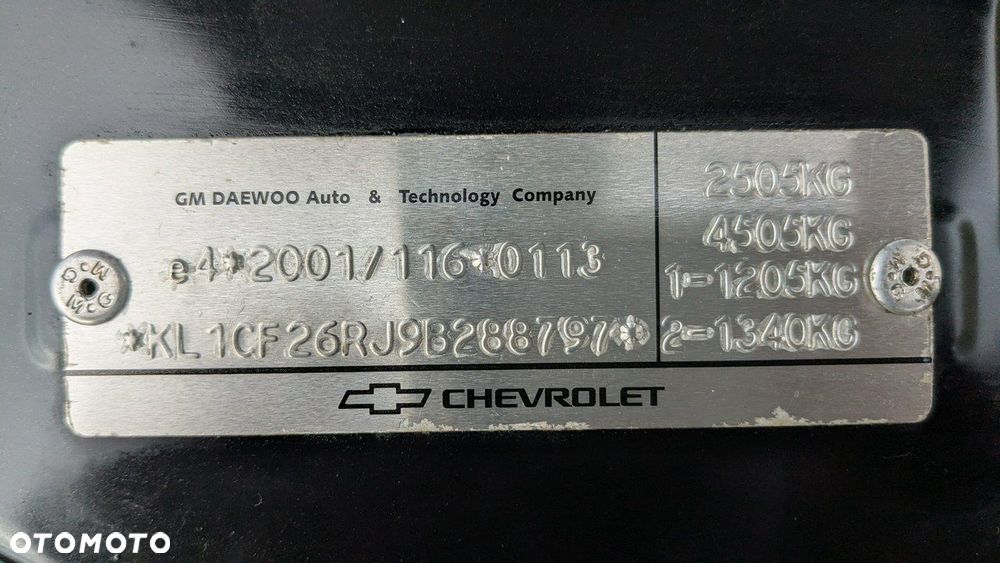 GM DAEWOO Auto & Technology Company
e4*2001/116*0113
*KL1CF26RJ9B288797*
2505KG
4505KG
1-1205KG
2-1340KG
CHEVROLET
OTOMOTO